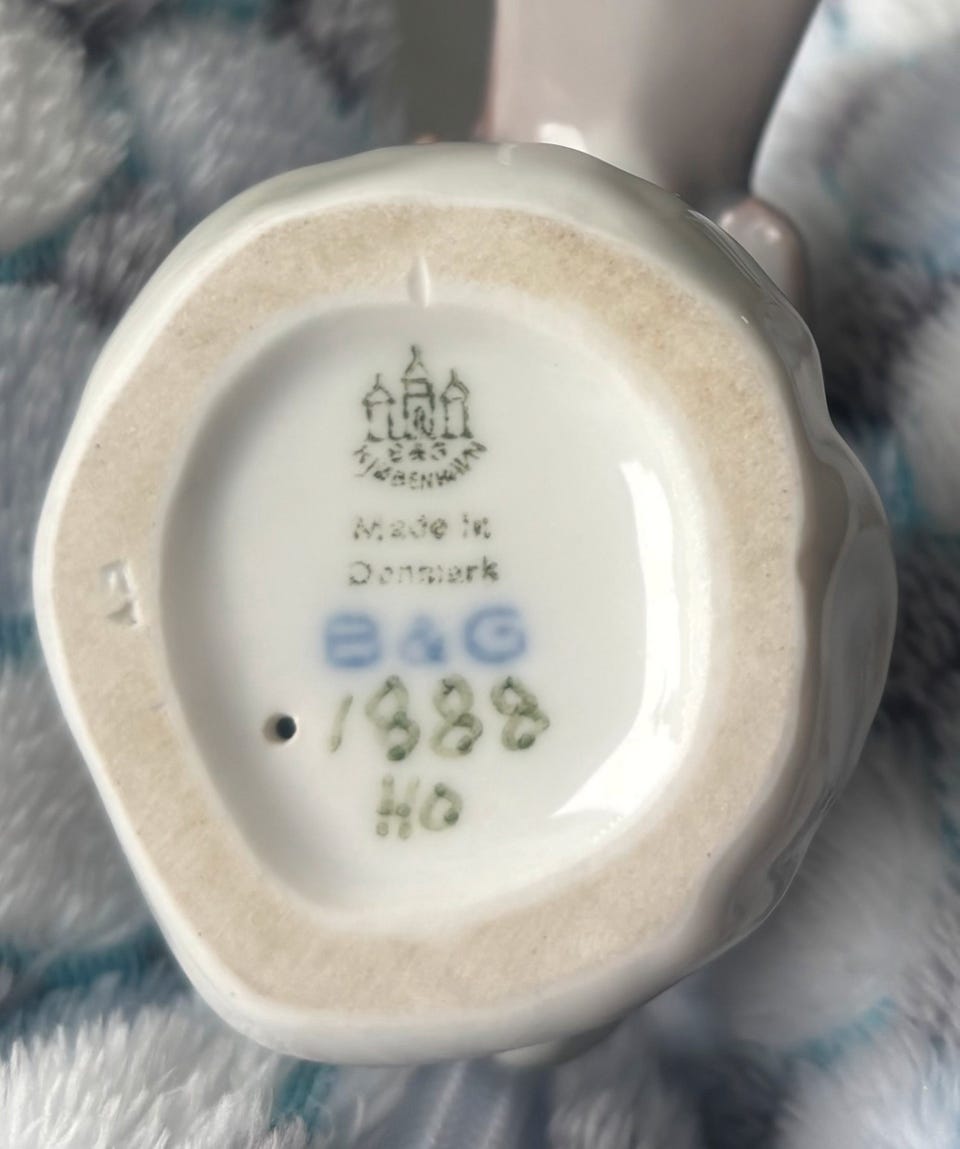 B&G
KJØBENHAVN
Made in
Denmark
B&G
1888
HO